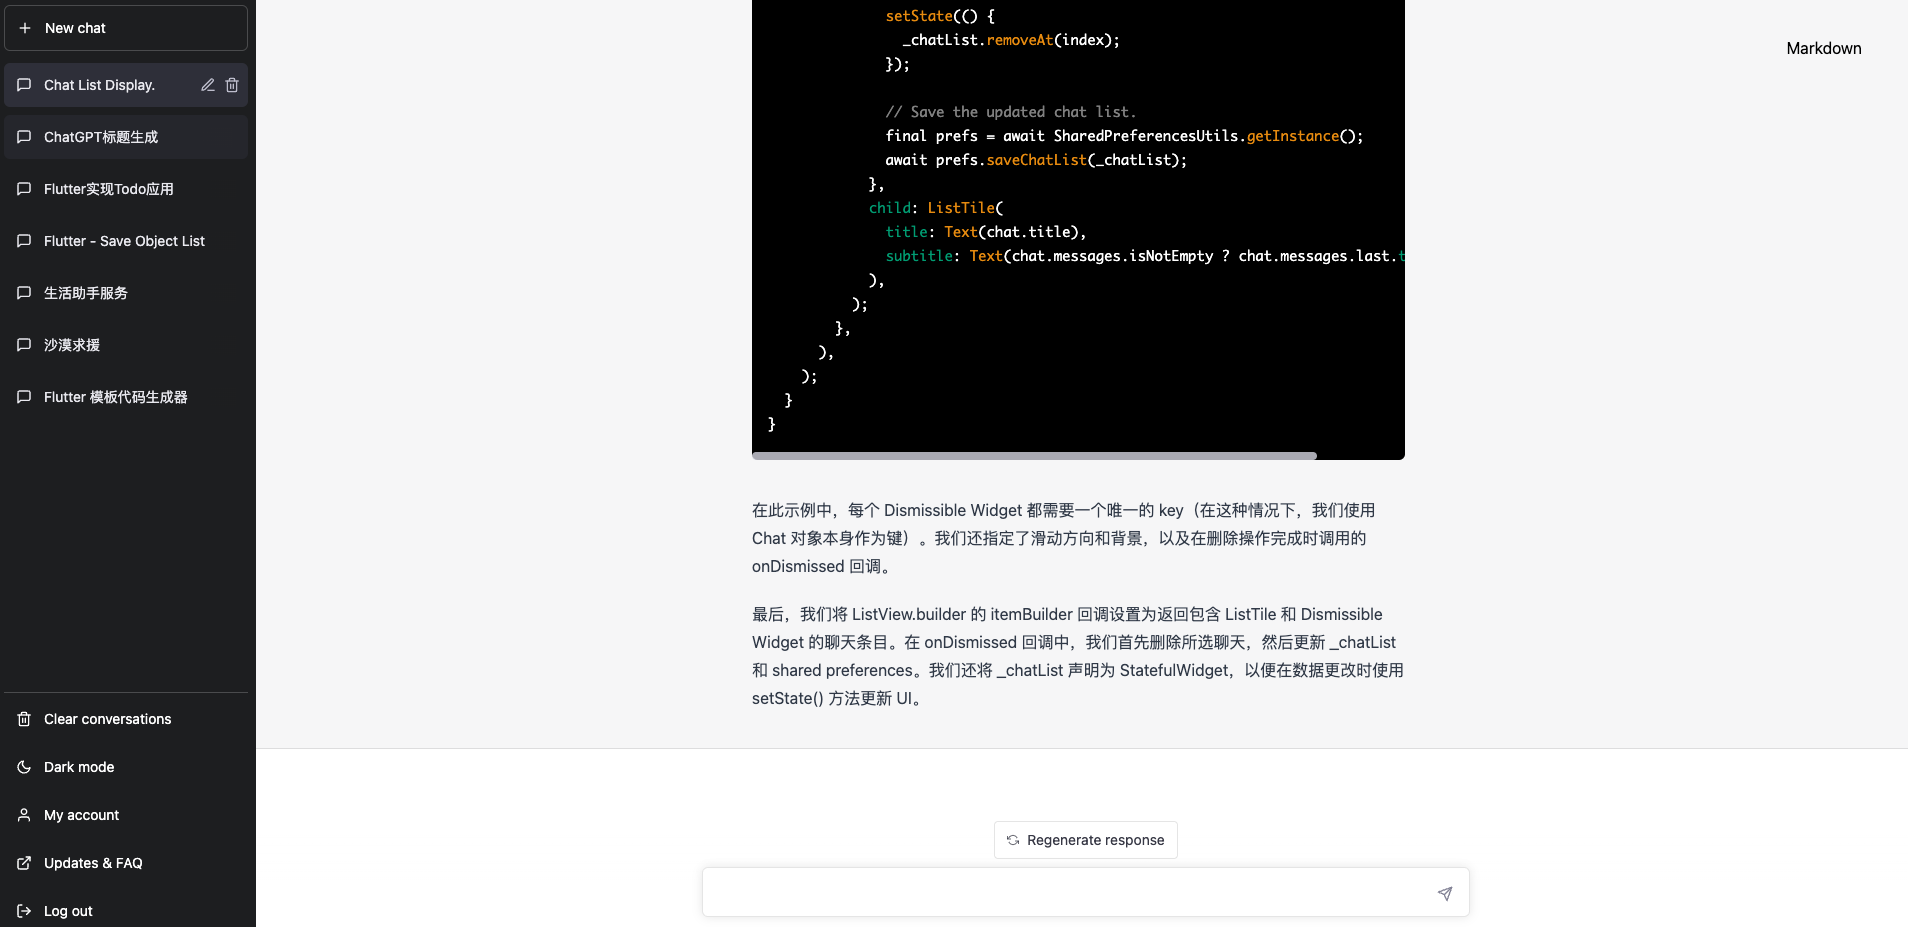 New chat
Chat List Display.
ChatGPT标题生成
Flutter实现Todo应用
Flutter - Save Object List
生活助手服务
沙漠求援
Flutter 模板代码生成器
Clear conversations
Dark mode
My account
Updates & FAQ
Log out
setState(() {
_chatList.removeAt(index);
});
// Save the updated chat list.
final prefs = await SharedPreferencesUtils.getInstance();
await prefs.saveChatList(_chatList);
},
child: ListTile(
title: Text(chat.title),
subtitle: Text(chat.messages.isNotEmpty ? chat.messages.last.t
),
);
},
),
);
}
}
在此示例中，每个 Dismissible Widget 都需要一个唯一的 key（在这种情况下，我们使用
Chat 对象本身作为键）。我们还指定了滑动方向和背景，以及在删除操作完成时调用的
onDismissed 回调。
最后，我们将 ListView.builder 的 itemBuilder 回调设置为返回包含 ListTile 和 Dismissible
Widget 的聊天条目。在 onDismissed 回调中，我们首先删除所选聊天，然后更新 _chatList
和 shared preferences。我们还将 _chatList 声明为 StatefulWidget，以便在数据更改时使用
setState() 方法更新 UI。
Regenerate response
Markdown